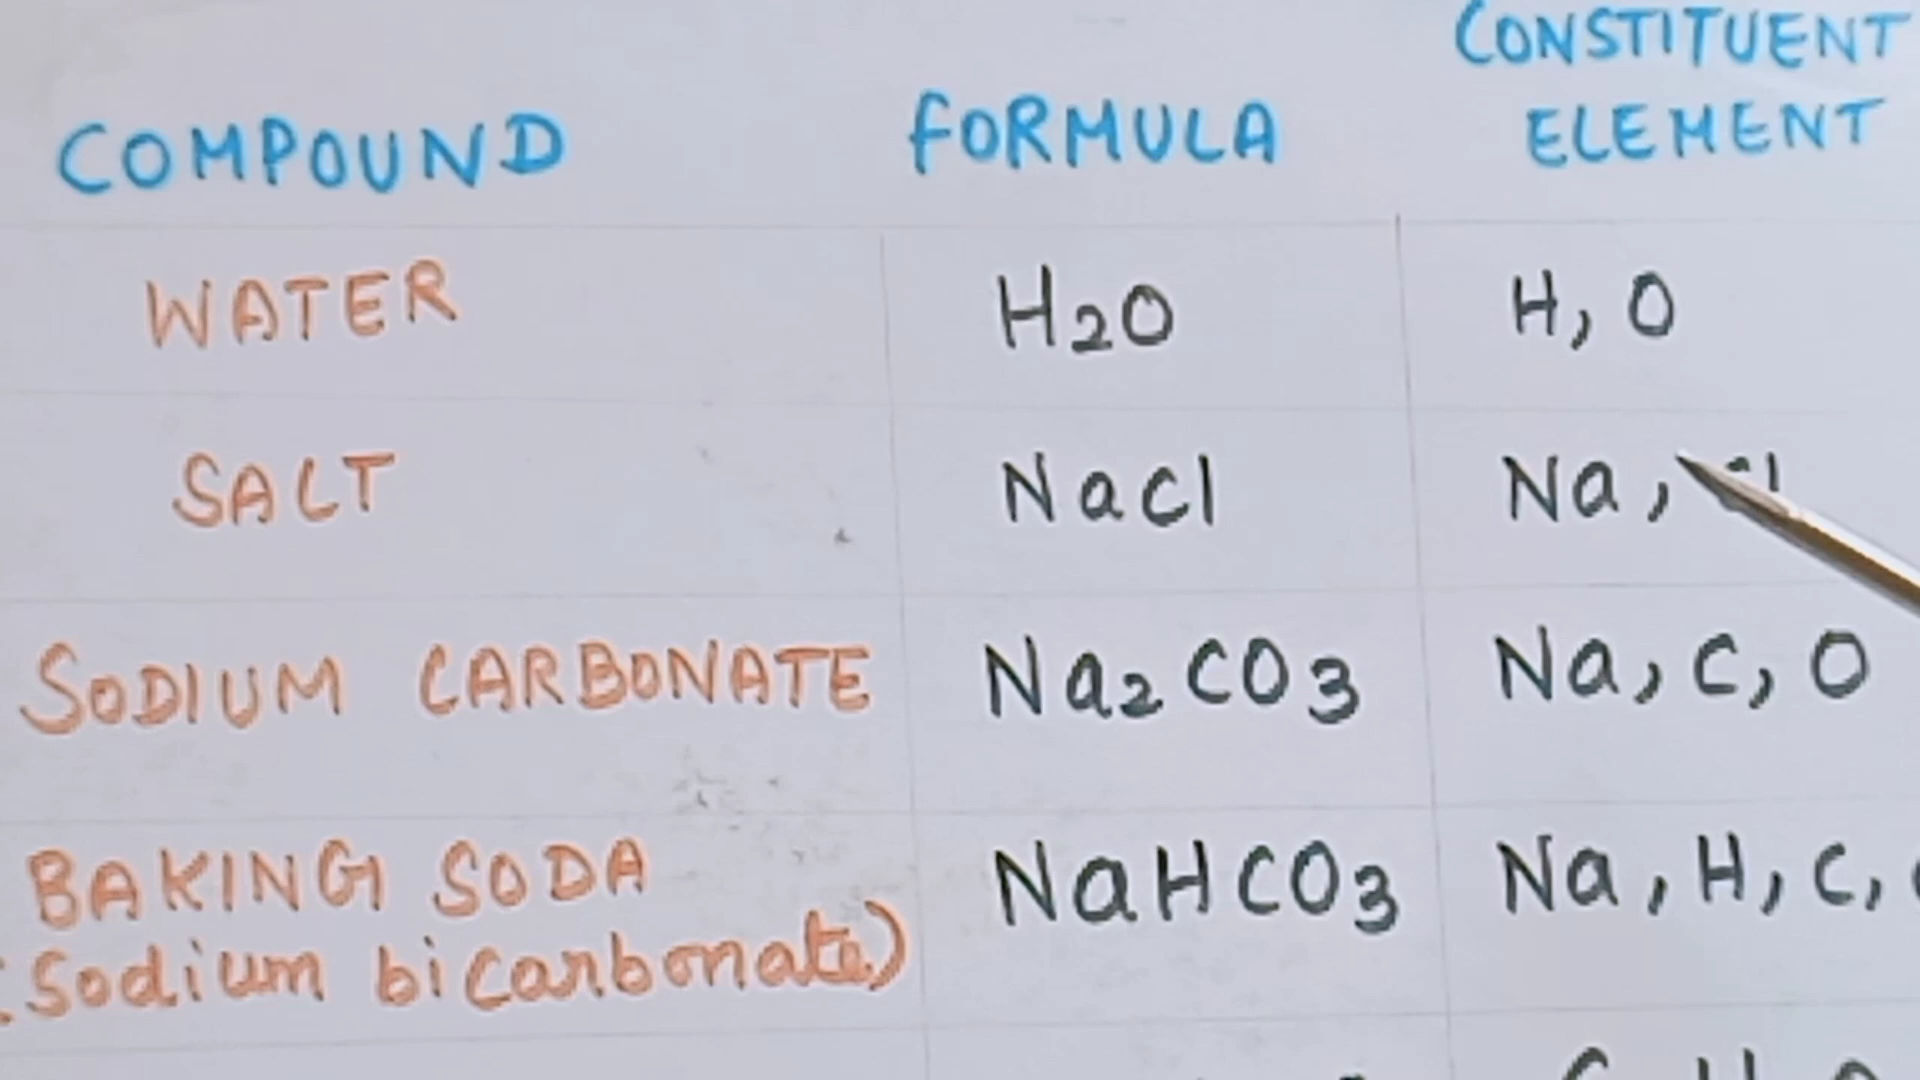 CONSTITUENT
COMPOUND FORMULA ELEMENT
WATER H2O H, O
SALT NaCl Na,
SODIUM CARBONATE Na2CO3 Na, C, O
BAKING SODA NaHCO3 Na, H, C,
(Sodium bicarbonate)